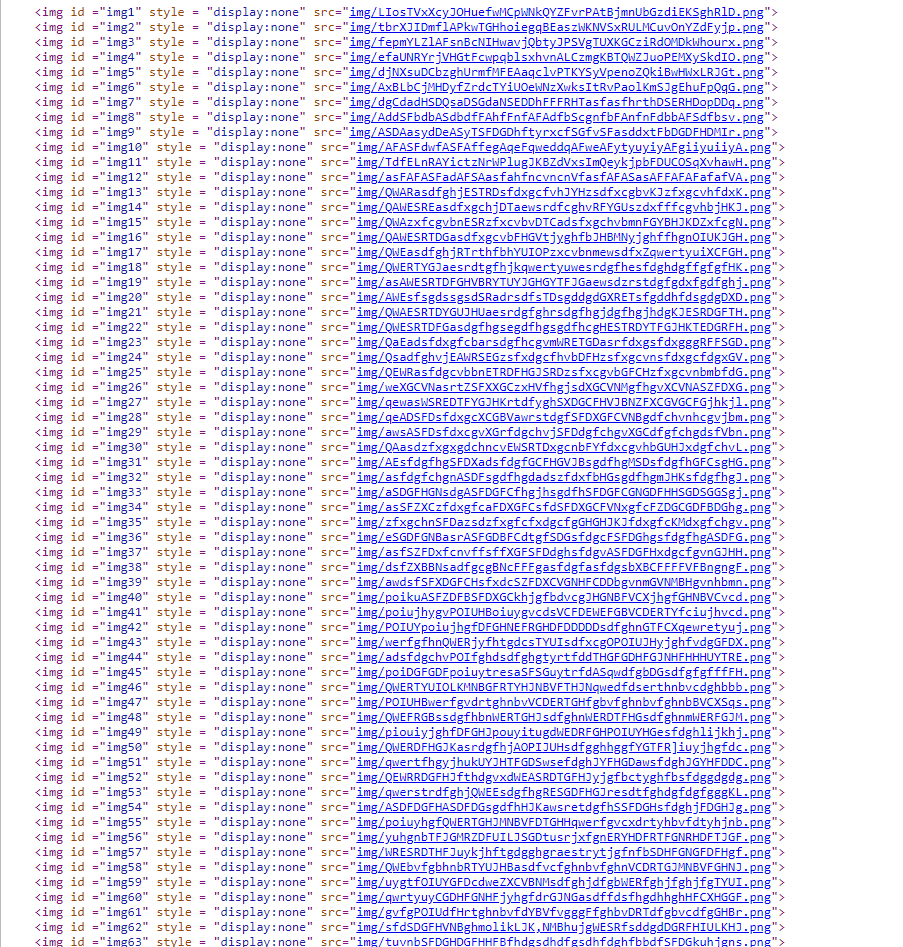 <img id ="img1" style = "display:none" src="img/LIosTVxXcyJOHuefwMCpWNkQYZFvrPAtBjmnUbGzdiEKSghRlD.png">
<img id ="img2" style = "display:none" src="img/tbrXJIDmflAPkwTGHhoiegqBEaszWKNVSxRULMCuvOnYZdFyjp.png">
<img id ="img3" style = "display:none" src="img/fepmYLZlAFsnBcNIHwavjQbtyJPSVgTUXKGCziRdOMDkWhourx.png">
<img id ="img4" style = "display:none" src="img/efaUNRYrjVHGtFcwpqblsxhvnALCzmgKBTQWZJuoPEMXySkdIO.png">
<img id ="img5" style = "display:none" src="img/djNXsuDCbzghUrmfMFEAaqclvPTKYSyVpenoZQkiBwHWxLRJGt.png">
<img id ="img6" style = "display:none" src="img/AxBLbCjMHDyfZrdcTYiUOeWNzXwksItRvPaolKmSJgEhuFpQqG.png">
<img id ="img7" style = "display:none" src="img/dgCdadHSDQsaDSGdaNSEDDhFFFRHTasfasfhrthDSERHDopDDq.png">
<img id ="img8" style = "display:none" src="img/AddSFbdbASdbdfFAhfFnfAFAdfbScgnfbFAnfnFdbbAFSdfbsv.png">
<img id ="img9" style = "display:none" src="img/ASDAasydDeASyTSFDGDhftyrxcfSGfvSFasddxtFbDGDFHDMIr.png">
<img id ="img10" style = "display:none" src="img/AFASFdwfASFAffegAqeFqweddqAFweAFytyuyiyAFgiiyuiiyA.png">
<img id ="img11" style = "display:none" src="img/TdfELnRAYictzNrWPlugJKBZdVxsImQeykjpbFDUCOSqXvhawH.png">
<img id ="img12" style = "display:none" src="img/asFAFASFadAFSAasfahfncvncnVfasfAFASasAFFAFAFafafVA.png">
<img id ="img13" style = "display:none" src="img/QWARasdfghjESTRDsfdxgcfvhJYHzsdfxcgbvKJzfxgcvhfdxK.png">
<img id ="img14" style = "display:none" src="img/QAWESREasdfxgchjDTaewsrdfcghvRFYGUszdxfffcgvhbjHKJ.png">
<img id ="img15" style = "display:none" src="img/QWAzxfcgvbnESRzfxcvbvDTCadsfxgchvbmnFGYBHJKDZxfcgN.png">
<img id ="img16" style = "display:none" src="img/QAWESRTDGasdfxgcvbFHGVtjyghfbJHBMNyjghffhgnOIUKJGH.png">
<img id ="img17" style = "display:none" src="img/QWEasdfghjRTrthfbhYUIOPzxcvbnmewsdfxZqwertyuiXCFGH.png">
<img id ="img18" style = "display:none" src="img/QWERTYGJaesrdtgfhjkqwertyuwesrdgfhesfdghdgffgfgfHK.png">
<img id ="img19" style = "display:none" src="img/asAWESRTDFGHVBRYTUYJGHGYTFJGaewsdzrstdgfgdxfgdfghj.png">
<img id ="img20" style = "display:none" src="img/AWEsfsgdssgsdSRadrsdfsTDsgddgdGXRETsfgddhfdsgdgDXD.png">
<img id ="img21" style = "display:none" src="img/QWAESRTDYGUJHUaesrdgfghrsdgfhgjdgfhgjhdgKJESRDGFTH.png">
<img id ="img22" style = "display:none" src="img/QWESRTDFGasdgfhgsegdfhgsgdfhcgHESTRDYTFGJHKTEDGRFH.png">
<img id ="img23" style = "display:none" src="img/QaEadsfdxgfcbarsdgfhcgvmWRETGDasrfdxgsfdxgggRFFSGD.png">
<img id ="img24" style = "display:none" src="img/QsadfghvjEAWRSEGzsfxdgcfhvbDFHzsfxgcvnsfdxgcfdgxGV.png">
<img id ="img25" style = "display:none" src="img/QEWRasfdgcvbbnETRDFHGJSRDzsfxcgvbGFCHzfxgcvnbmbfdG.png">
<img id ="img26" style = "display:none" src="img/weXGCVNasrtZSFXXGCzxHVfhgjsdXGCVNMgfhgvXCVNASZFDXG.png">
<img id ="img27" style = "display:none" src="img/qewasWSREDTFYGJHKrtdfyghSXDGCFHVJBNZFXCGVGCFGjhkjl.png">
<img id ="img28" style = "display:none" src="img/qeADSFDsfdxgcXCGBVawrstdgfSFDXGFCVNBgdfchvnhcgvjbm.png">
<img id ="img29" style = "display:none" src="img/awsASFDsfdxcgvXGrfdgchvjSFDdgfchgvXGCdfgfchgdsfVbn.png">
<img id ="img30" style = "display:none" src="img/QAasdzfxgxgdchncvEWSRTDxgcnbFYfdxcgvhbGUHJxdgfchvL.png">
<img id ="img31" style = "display:none" src="img/AEsfdgfhgSFDXadsfdgfGCFHGVJBsgdfhgMSDsfdgfhGFCsgHG.png">
<img id ="img32" style = "display:none" src="img/asfdgfchgnASDFsgdfhgdadszfdxfbHGsgdfhgmJHKsfdgfhgJ.png">
<img id ="img33" style = "display:none" src="img/aSDGFHGNsdgASFDGFCfhgjhsgdfhSFDGFCGNGDFHHSGDSGGSgj.png">
<img id ="img34" style = "display:none" src="img/asSFZXCzfdxgfcaFDXGFCsfdSFDXGFCVNxgfcFZDGCGDFBDGhg.png">
<img id ="img35" style = "display:none" src="img/zfxgchnSFDazsdzfxgfcfxdgcfgGHGHJKJfdxgfcKMdxgfchgv.png">
<img id ="img36" style = "display:none" src="img/eSGDFGNBasrASFGDBFCdtgfSDGsfdgcFSFDGhgsfdgfhgASDFG.png">
<img id ="img37" style = "display:none" src="img/asfSZFDxfcnvffsffXGFSFDdghsfdgvASFDGFHxdgcfgvnGJHH.png">
<img id ="img38" style = "display:none" src="img/dsfZXBBNsadfgcgBNcFFFgasfdgfasfdgsbXBCFFFFVFBngngF.png">
<img id ="img39" style = "display:none" src="img/awdsfSFXDGFCHsfxdcSZFDXCVGNHFCDDbgvnmGVNMBHgvnhbmn.png">
<img id ="img40" style = "display:none" src="img/poikuASFZDFBSFDXGCkhjgfbdvcgJHGNBFVCXjhgfGHNBVCvcd.png">
<img id ="img41" style = "display:none" src="img/poiujhygvPOIUHBoiuygvcdsVCFDEWEFGBVCDERTYfciujhvcd.png">
<img id ="img42" style = "display:none" src="img/POIUYpoiujhgfDFGHNEFRGHDFDDDDDsdfghnGTFCXqewretyuj.png">
<img id ="img43" style = "display:none" src="img/werfgfhnQWERjyfhtgdcsTYUIsdfxcgOPOIUJHyjghfvdgGFDX.png">
<img id ="img44" style = "display:none" src="img/adsfdgchvPOIfghdsdfghgtyrtfddTHGFGDHFGJNHFHHHUYTRE.png">
<img id ="img45" style = "display:none" src="img/poiDGFGDFpoiuytresaSFSGuytrfdASqwdfgbDGsdfgfgfffFH.png">
<img id ="img46" style = "display:none" src="img/QWERTYUIOLKMNBGFRTYHJNBVFTHJNqwedfdserthnbvcdghbbb.png">
<img id ="img47" style = "display:none" src="img/POIUHBwerfgvdrtghnbvVCDERTGHfgbvfghnbvfghnbBVCXSqs.png">
<img id ="img48" style = "display:none" src="img/QWEFRGBssdgfhbnWERTGHJsdfghnWERDTFHGsdfghnmWERFGJM.png">
<img id ="img49" style = "display:none" src="img/piouiyjghfDFGHJpouyitugdWEDRFGHPOIUYHGesfdghlijkhj.png">
<img id ="img50" style = "display:none" src="img/QWERDFHGJKasrdgfhjAOPIJUHsdfgghhggfYGTFR]iuyjhgfdc.png">
<img id ="img51" style = "display:none" src="img/qwertfhgyjhukUYJHTFGDSwsefdghJYFHGDawsfdghJGYHFDDC.png">
<img id ="img52" style = "display:none" src="img/QEWRRDGFHJfthdgvxdWEASRDTGFHJyjgfbctyghfbsfdggdgdg.png">
<img id ="img53" style = "display:none" src="img/qwerstrdfghjQWEEsdgfhgRESGDFHGJresdtfghdgfdgfgggKL.png">
<img id ="img54" style = "display:none" src="img/ASDFDGFHASDFDGsgdfhHJKawsretdgfhSSFDGHsfdghjFDGHJg.png">
<img id ="img55" style = "display:none" src="img/poiuyhgfQWERTGHJMNBVFDTGHHqwerfgvcxdrtyhbvfdtyhjnb.png">
<img id ="img56" style = "display:none" src="img/yuhgnbTFJGMRZDFUILJSGDtusrjxfgnERYHDFRTFGNRHDFTJGF.png">
<img id ="img57" style = "display:none" src="img/WRESRDTHFJuykjhftgdgghgraestrytjgfnfbSDHFGNGFDFHgf.png">
<img id ="img58" style = "display:none" src="img/QWEbvfgbhnbRTYUJHBasdfvcfghnbvfghnVCDRTGJMNBVFGHNJ.png">
<img id ="img59" style = "display:none" src="img/uygtfOIUYGFDcdweZXCVBNMsdfghjdfgbWERfghjfghjfgTYUI.png">
<img id ="img60" style = "display:none" src="img/qwrtyuyCGDHFGNHFjyhgfdrGJNGasdffdsfhgdhhghHFCXHGGF.png">
<img id ="img61" style = "display:none" src="img/gvfgPOIUdfHrtghnbvfdYBVfvgggFfghbvDRTdfgbvcdfgGHBr.png">
<img id ="img62" style = "display:none" src="img/sfdSDGFHVNBghmolikLJK,NMBhujgWESRfsddgdDGRFHIULKHJ.png">
<img id ="img63" style = "display:none" src="img/tuvnbSFDGHDGFHHFBfhdgsdhdfgsdhfdghfbbdfSFDGkuhjgns.png">